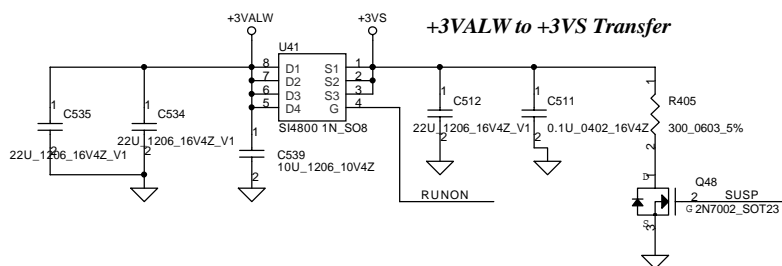 +3VALW to +3VS Transfer
+3VALW
+3VS
U41
8 D1 S1 1
7 D2 S2 2
6 D3 S3 3
5 D4 G 4
SI4800 1N_SO8
1
C535
22U_1206_16V4Z_V1
2
1
C534
22U_1206_16V4Z_V1
2
1
C539
10U_1206_10V4Z
2
1
C512
22U_1206_16V4Z_V1
2
1
C511
0.1U_0402_16V4Z
2
1
R405
300_0603_5%
2
RUNON
D
1
Q48
2
SUSP
G 2N7002_SOT23
S
3